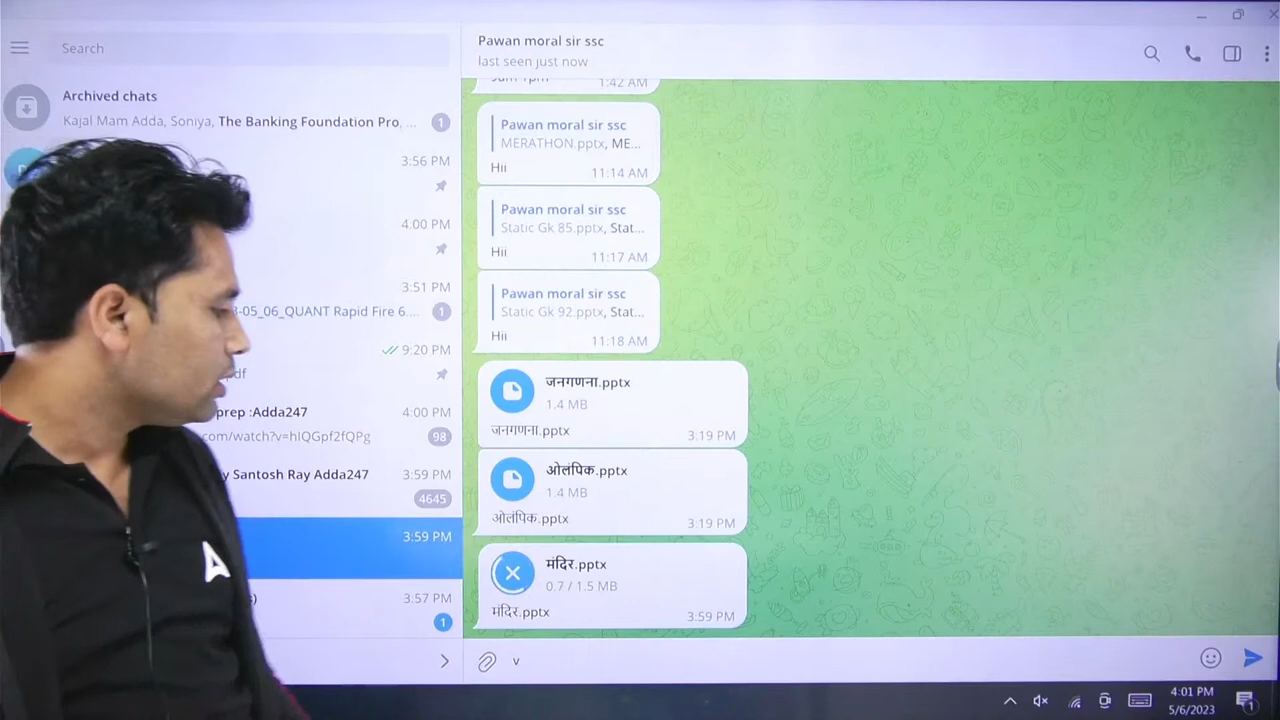 Search
Archived chats
Kajal Mam Adda, Soniya, The Banking Foundation Pro, ...
1
3:56 PM
4:00 PM
3:51 PM
3-05_06_QUANT Rapid Fire 6....
1
9:20 PM
pdf
prep :Adda247
4:00 PM
com/watch?v=hIQGpf2fQPg
98
y Santosh Ray Adda247
3:59 PM
4645
3:59 PM
s)
3:57 PM
1
Pawan moral sir ssc
last seen just now
1:42 AM
Pawan moral sir ssc
MERATHON.pptx, ME...
Hii
11:14 AM
Pawan moral sir ssc
Static Gk 85.pptx, Stat...
Hii
11:17 AM
Pawan moral sir ssc
Static Gk 92.pptx, Stat...
Hii
11:18 AM
जनगणना.pptx
1.4 MB
जनगणना.pptx
3:19 PM
ओलंपिक.pptx
1.4 MB
ओलंपिक.pptx
3:19 PM
मंदिर.pptx
0.7 / 1.5 MB
मंदिर.pptx
3:59 PM
v
4:01 PM
5/6/2023
1